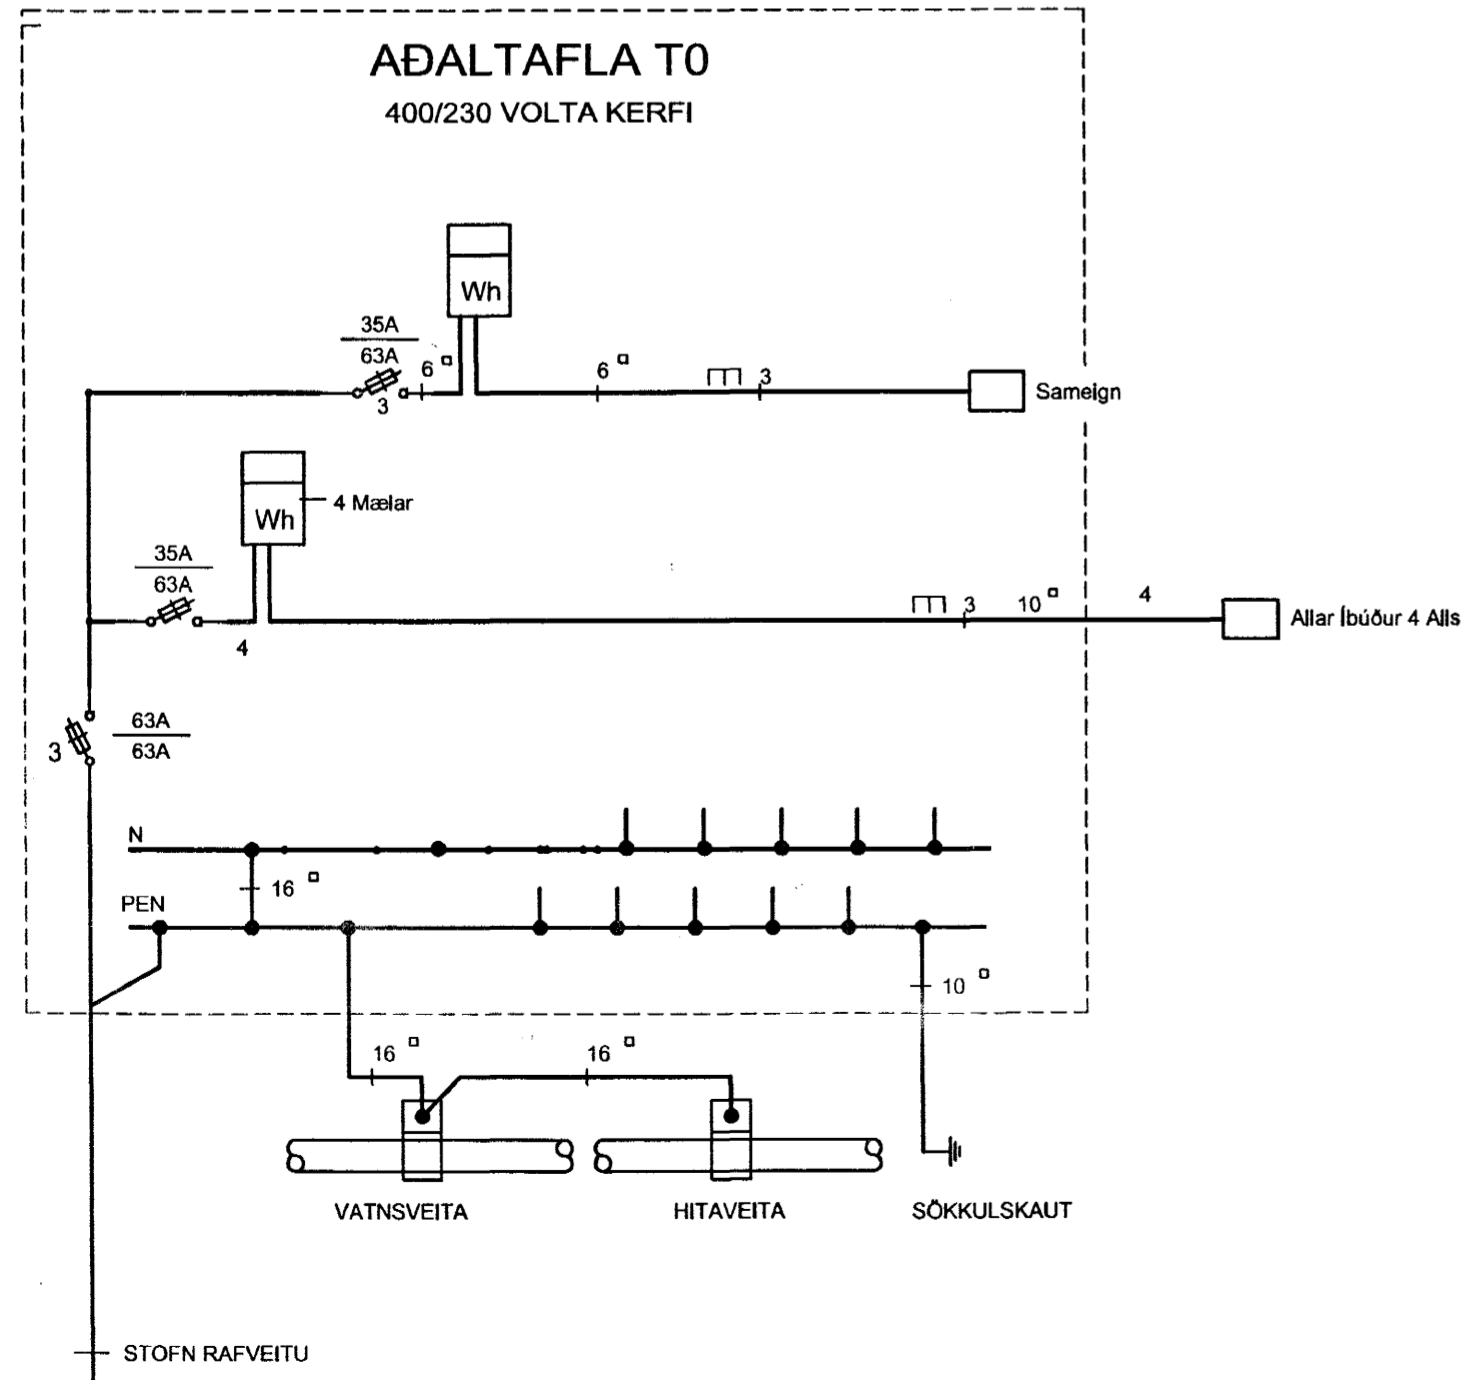 AÐALTAFLA T0
400/230 VOLTA KERFI
Wh
35A
63A
3
6 □
6 □
3
Sameign
Wh
4 Mælar
35A
63A
4
3
10 □
4
Allar Íbúður 4 Alls
3
63A
63A
N
16 □
PEN
10 □
16 □
16 □
VATNSVEITA
HITAVEITA
SÖKKULSKAUT
STOFN RAFVEITU